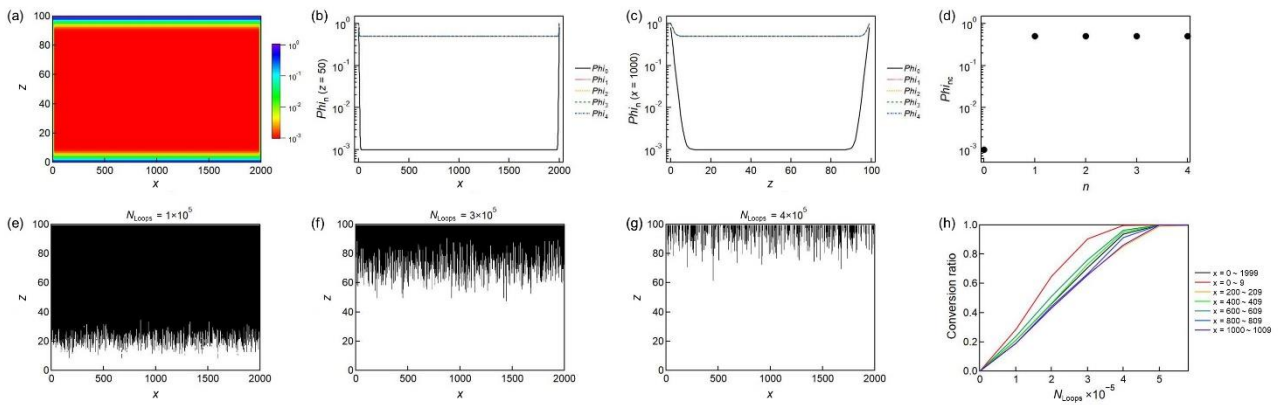 (a)
100
80
60
40
20
0
z
0 500 1000 1500 2000
x
10^0
10^-1
10^-2
10^-3
(b)
10^0
10^-1
10^-2
10^-3
Phi_n (z = 50)
0 500 1000 1500 2000
x
Phi_0
Phi_1
Phi_2
Phi_3
Phi_4
(c)
10^0
10^-1
10^-2
10^-3
Phi_n (x = 1000)
0 20 40 60 80 100
z
Phi_0
Phi_1
Phi_2
Phi_3
Phi_4
(d)
10^0
10^-1
10^-2
10^-3
Phi_nc
0 1 2 3 4
n
(e)
N_Loops = 1×10^5
100
80
60
40
20
0
z
0 500 1000 1500 2000
x
(f)
N_Loops = 3×10^5
100
80
60
40
20
0
z
0 500 1000 1500 2000
x
(g)
N_Loops = 4×10^5
100
80
60
40
20
0
z
0 500 1000 1500 2000
x
(h)
1.0
0.8
0.6
0.4
0.2
0.0
Conversion ratio
0 1 2 3 4 5
N_Loops ×10^-5
x = 0 ~ 1999
x = 0 ~ 9
x = 200 ~ 209
x = 400 ~ 409
x = 600 ~ 609
x = 800 ~ 809
x = 1000 ~ 1009